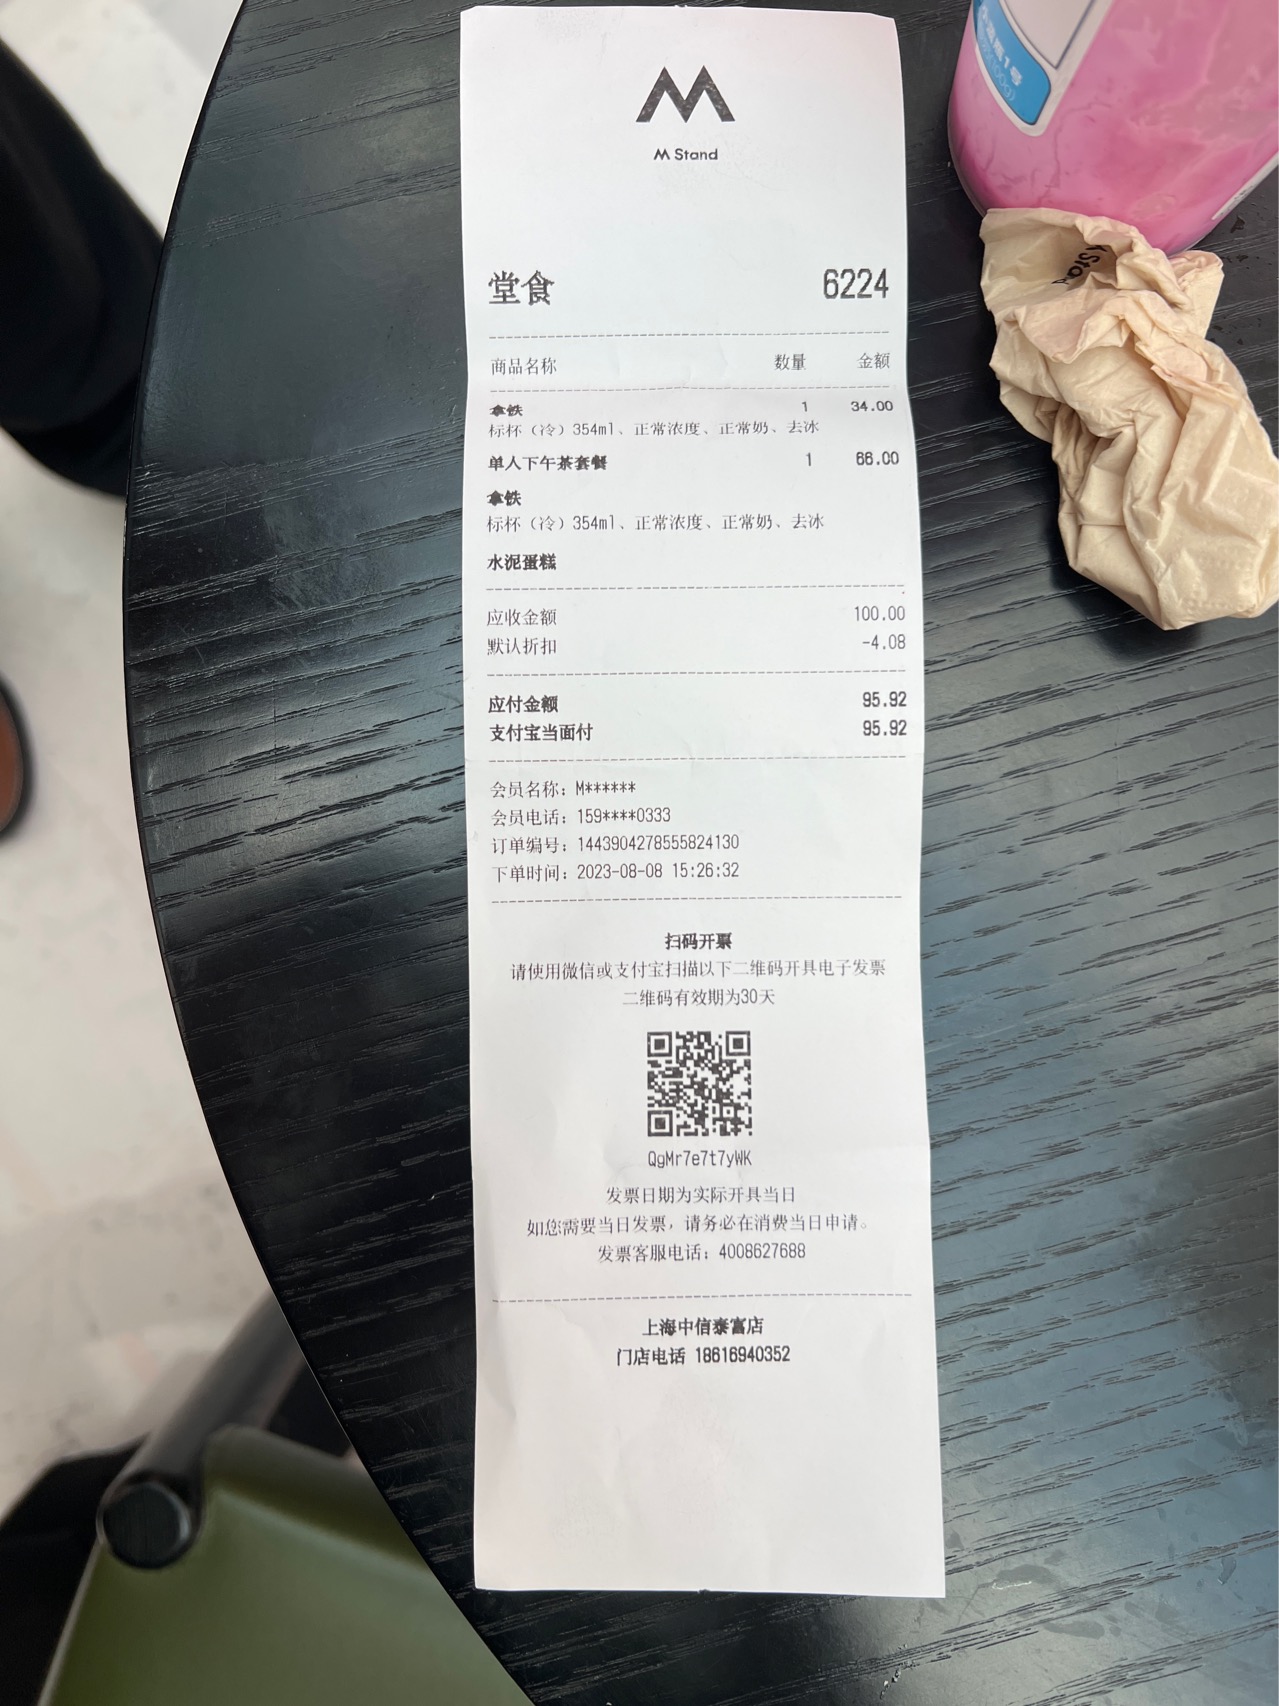 M Stand
堂食 6224
商品名称 数量 金额
拿铁 1 34.00
标杯（冷）354ml、正常浓度、正常奶、去冰
单人下午茶套餐 1 66.00
拿铁
标杯（冷）354ml、正常浓度、正常奶、去冰
水泥蛋糕
应收金额 100.00
默认折扣 -4.08
应付金额 95.92
支付宝当面付 95.92
会员名称：M******
会员电话：159****0333
订单编号：1443904278555824130
下单时间：2023-08-08 15:26:32
扫码开票
请使用微信或支付宝扫描以下二维码开具电子发票
二维码有效期为30天
QgMr7e7t7yWK
发票日期为实际开具当日
如您需要当日发票，请务必在消费当日申请。
发票客服电话：4008627688
上海中信泰富店
门店电话 18616940352